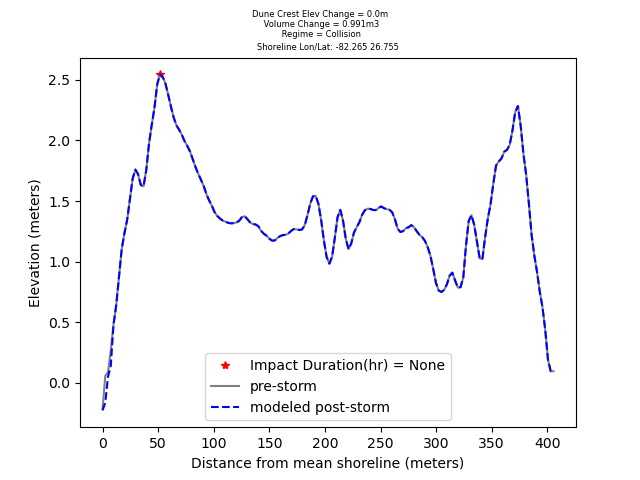 Dune Crest Elev Change = 0.0m
Volume Change = 0.991m3
Regime = Collision
Shoreline Lon/Lat: -82.265 26.755
2.5
2.0
1.5
1.0
0.5
0.0
Elevation (meters)
Impact Duration(hr) = None
pre-storm
modeled post-storm
0 50 100 150 200 250 300 350 400
Distance from mean shoreline (meters)